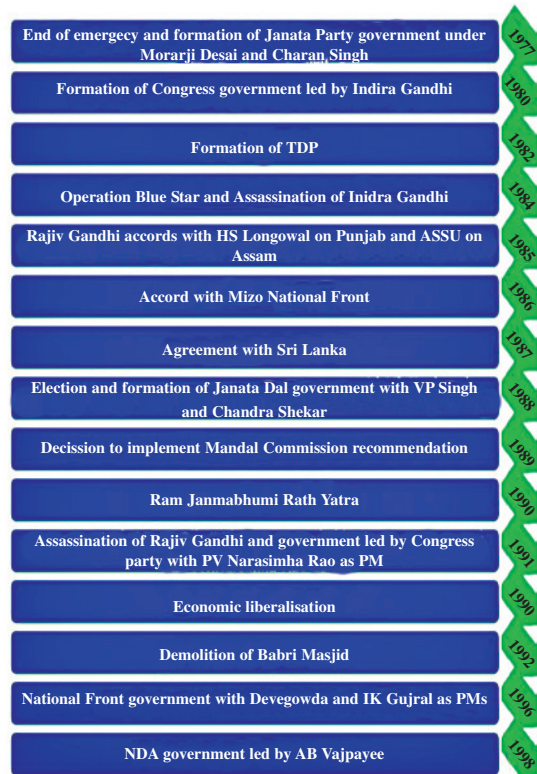 End of emergecy and formation of Janata Party government under
Morarji Desai and Charan Singh
1977
Formation of Congress government led by Indira Gandhi
1980
Formation of TDP
1982
Operation Blue Star and Assassination of Inidra Gandhi
1984
Rajiv Gandhi accords with HS Longowal on Punjab and ASSU on
Assam
1985
Accord with Mizo National Front
1986
Agreement with Sri Lanka
1987
Election and formation of Janata Dal government with VP Singh
and Chandra Shekar
1988
Decission to implement Mandal Commission recommendation
1989
Ram Janmabhumi Rath Yatra
1990
Assassination of Rajiv Gandhi and government led by Congress
party with PV Narasimha Rao as PM
1991
Economic liberalisation
1990
Demolition of Babri Masjid
1992
National Front government with Devegowda and IK Gujral as PMs
1996
NDA government led by AB Vajpayee
1998